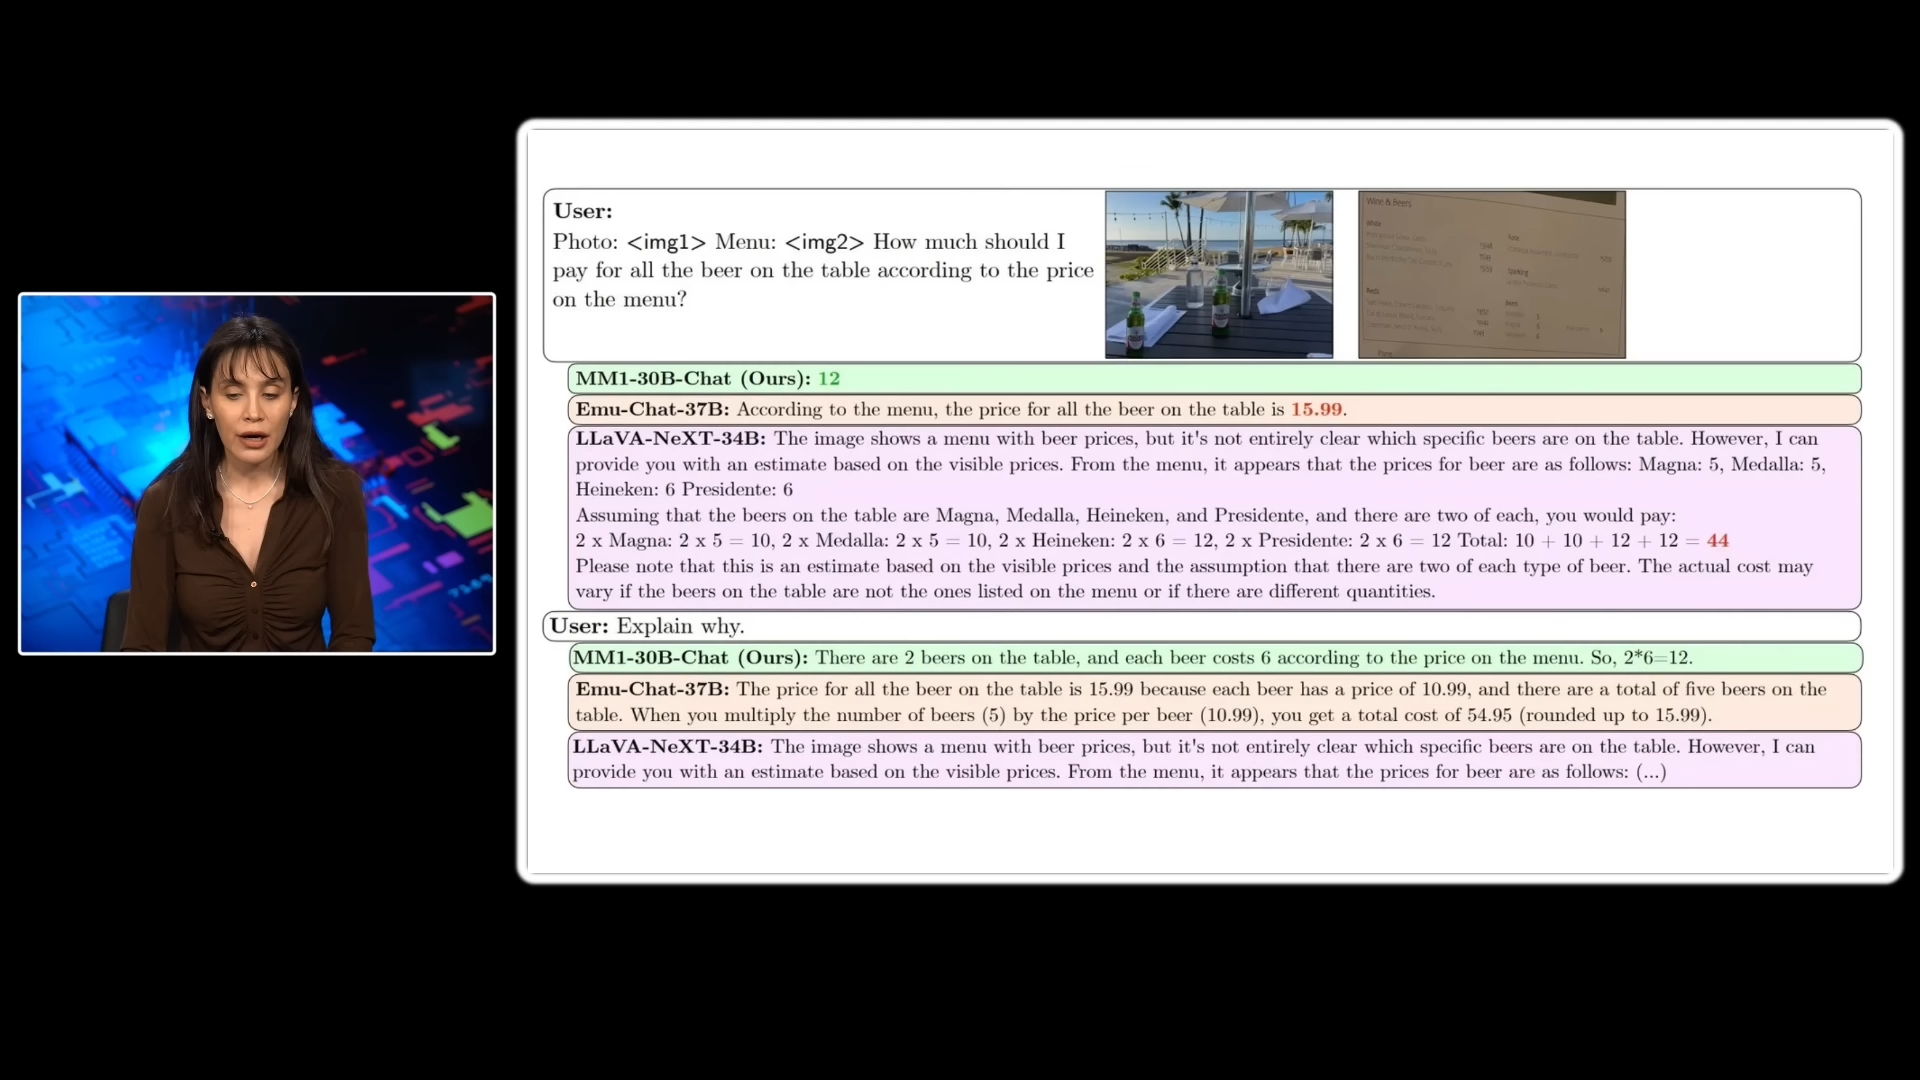 User:
Photo: <img1> Menu: <img2> How much should I
pay for all the beer on the table according to the price
on the menu?
Wine & Beers
MM1-30B-Chat (Ours): 12
Emu-Chat-37B: According to the menu, the price for all the beer on the table is 15.99.
LLaVA-NeXT-34B: The image shows a menu with beer prices, but it's not entirely clear which specific beers are on the table. However, I can
provide you with an estimate based on the visible prices. From the menu, it appears that the prices for beer are as follows: Magna: 5, Medalla: 5,
Heineken: 6 Presidente: 6
Assuming that the beers on the table are Magna, Medalla, Heineken, and Presidente, and there are two of each, you would pay:
2 x Magna: 2 x 5 = 10, 2 x Medalla: 2 x 5 = 10, 2 x Heineken: 2 x 6 = 12, 2 x Presidente: 2 x 6 = 12 Total: 10 + 10 + 12 + 12 = 44
Please note that this is an estimate based on the visible prices and the assumption that there are two of each type of beer. The actual cost may
vary if the beers on the table are not the ones listed on the menu or if there are different quantities.
User: Explain why.
MM1-30B-Chat (Ours): There are 2 beers on the table, and each beer costs 6 according to the price on the menu. So, 2*6=12.
Emu-Chat-37B: The price for all the beer on the table is 15.99 because each beer has a price of 10.99, and there are a total of five beers on the
table. When you multiply the number of beers (5) by the price per beer (10.99), you get a total cost of 54.95 (rounded up to 15.99).
LLaVA-NeXT-34B: The image shows a menu with beer prices, but it's not entirely clear which specific beers are on the table. However, I can
provide you with an estimate based on the visible prices. From the menu, it appears that the prices for beer are as follows: (...)